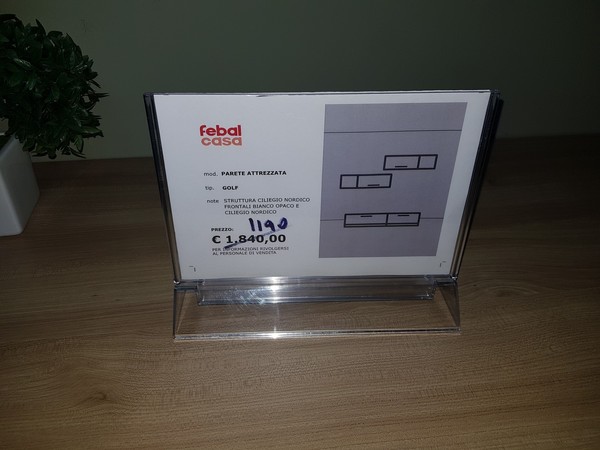 febal
casa
mod. PARETE ATTREZZATA
tip. GOLF
note STRUTTURA CILIEGIO NORDICO
FRONTALI BIANCO OPACO E
CILIEGIO NORDICO
PREZZO: 1190
€ 1.840,00
PER INFORMAZIONI RIVOLGERSI
AL PERSONALE DI VENDITA